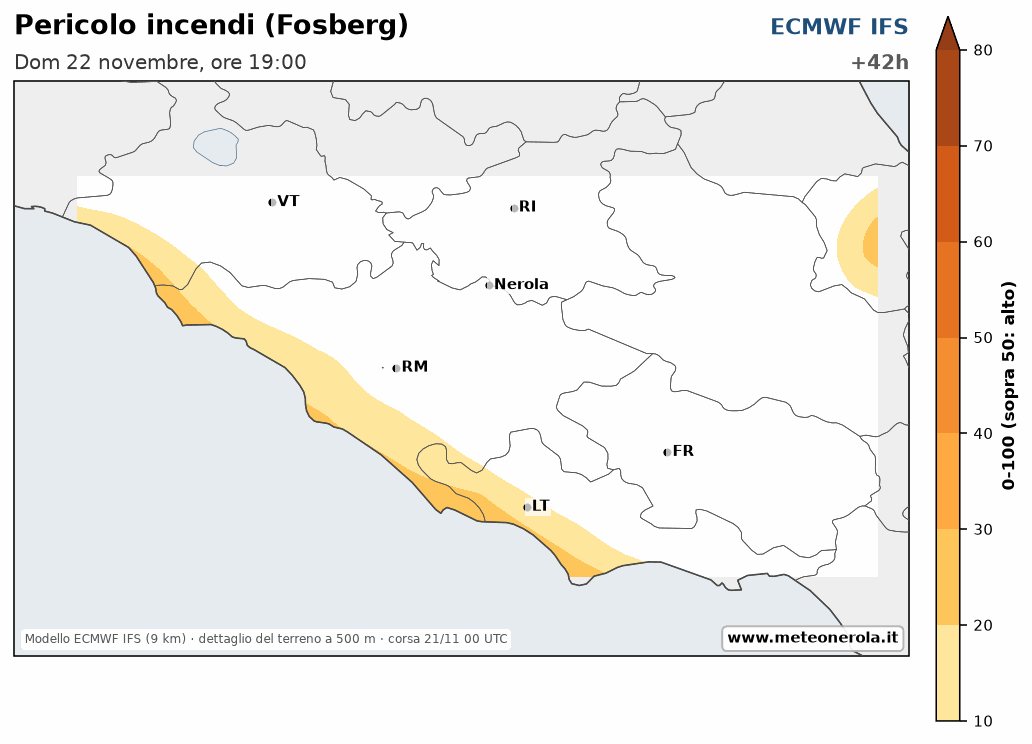 Pericolo incendi (Fosberg)
ECMWF IFS
Dom 22 novembre, ore 19:00
+42h
80
70
60
50
40
30
20
10
0-100 (sopra 50: alto)
VT
RI
Nerola
RM
FR
LT
Modello ECMWF IFS (9 km) · dettaglio del terreno a 500 m · corsa 21/11 00 UTC
www.meteonerola.it